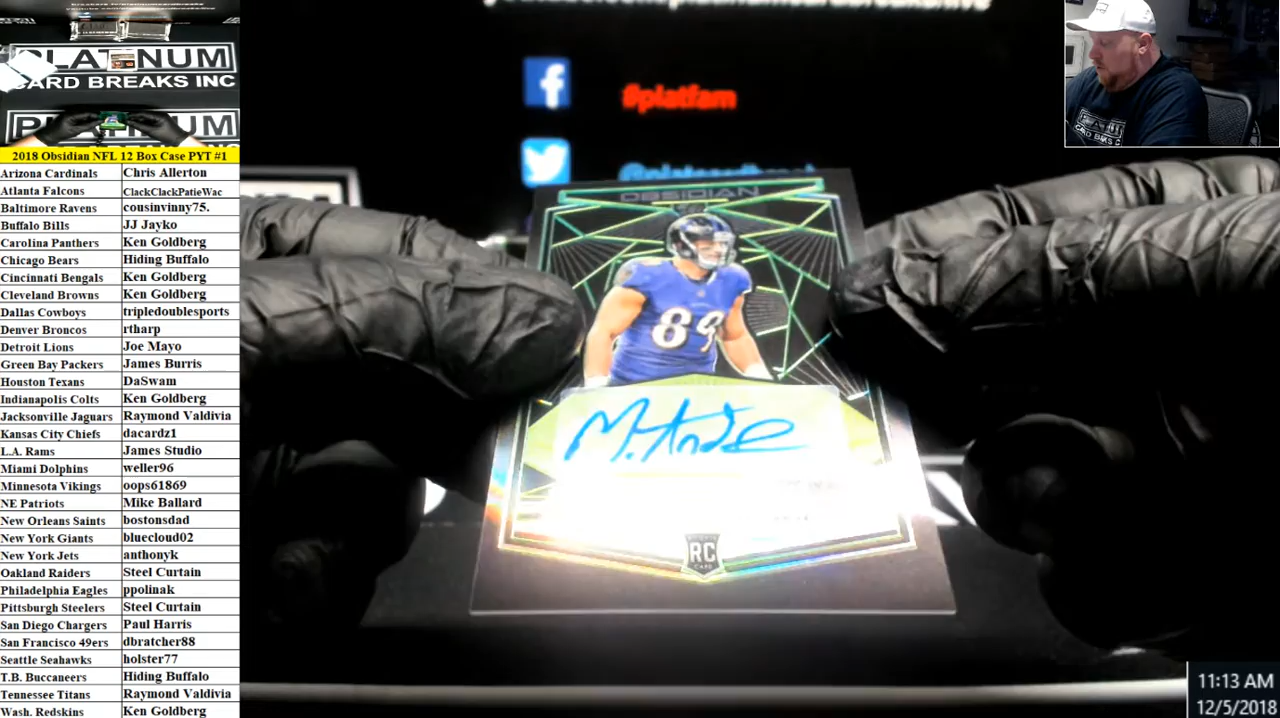 PLATINUM
CARD BREAKS INC
#platfam
OBSIDIAN
89
M. Ande
RC
2018 Obsidian NFL 12 Box Case PYT #1
Arizona Cardinals Chris Allerton
Atlanta Falcons ClackClackPatieWac
Baltimore Ravens cousinvinny75.
Buffalo Bills JJ Jayko
Carolina Panthers Ken Goldberg
Chicago Bears Hiding Buffalo
Cincinnati Bengals Ken Goldberg
Cleveland Browns Ken Goldberg
Dallas Cowboys tripledoublesports
Denver Broncos rtharp
Detroit Lions Joe Mayo
Green Bay Packers James Burris
Houston Texans DaSwam
Indianapolis Colts Ken Goldberg
Jacksonville Jaguars Raymond Valdivia
Kansas City Chiefs dacardz1
L.A. Rams James Studio
Miami Dolphins weller96
Minnesota Vikings oops61869
NE Patriots Mike Ballard
New Orleans Saints bostonsdad
New York Giants bluecloud02
New York Jets anthonyk
Oakland Raiders Steel Curtain
Philadelphia Eagles ppolinak
Pittsburgh Steelers Steel Curtain
San Diego Chargers Paul Harris
San Francisco 49ers dbratcher88
Seattle Seahawks holster77
T.B. Buccaneers Hiding Buffalo
Tennessee Titans Raymond Valdivia
Wash. Redskins Ken Goldberg
11:13 AM
12/5/2018